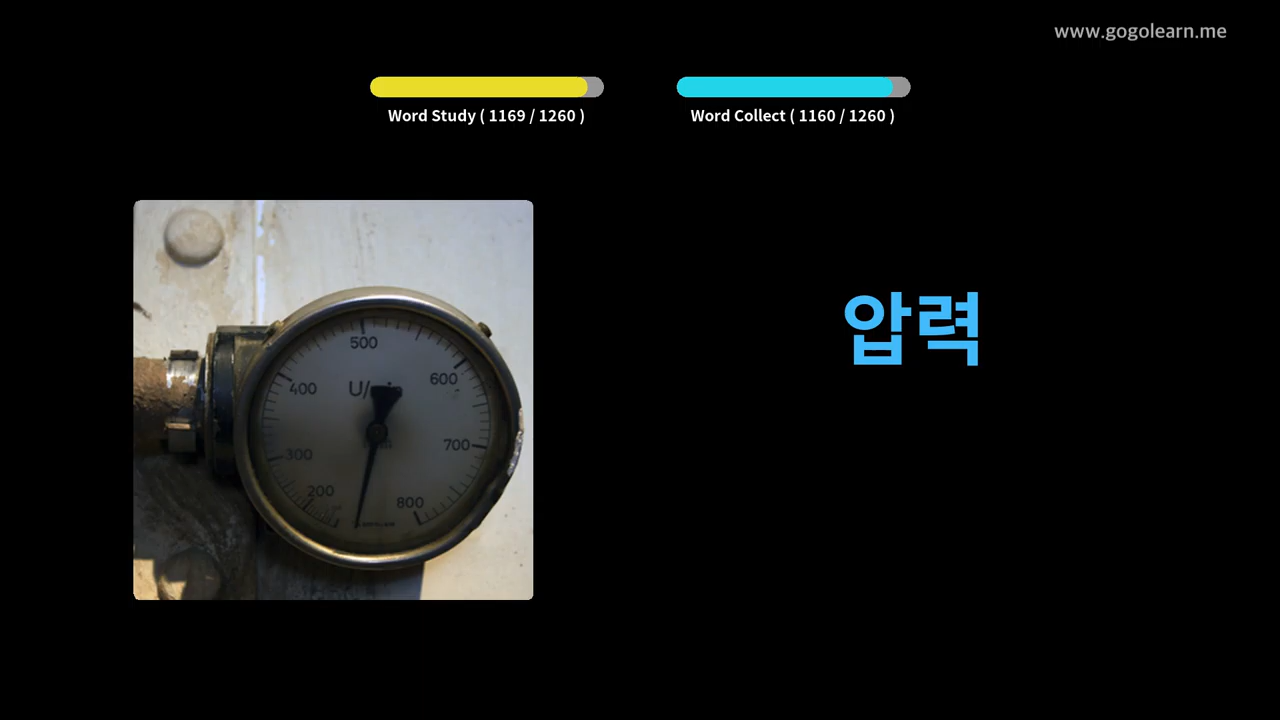 www.gogolearn.me
Word Study ( 1169 / 1260 )
Word Collect ( 1160 / 1260 )
압력
500
400
U/
600
300
700
200
800